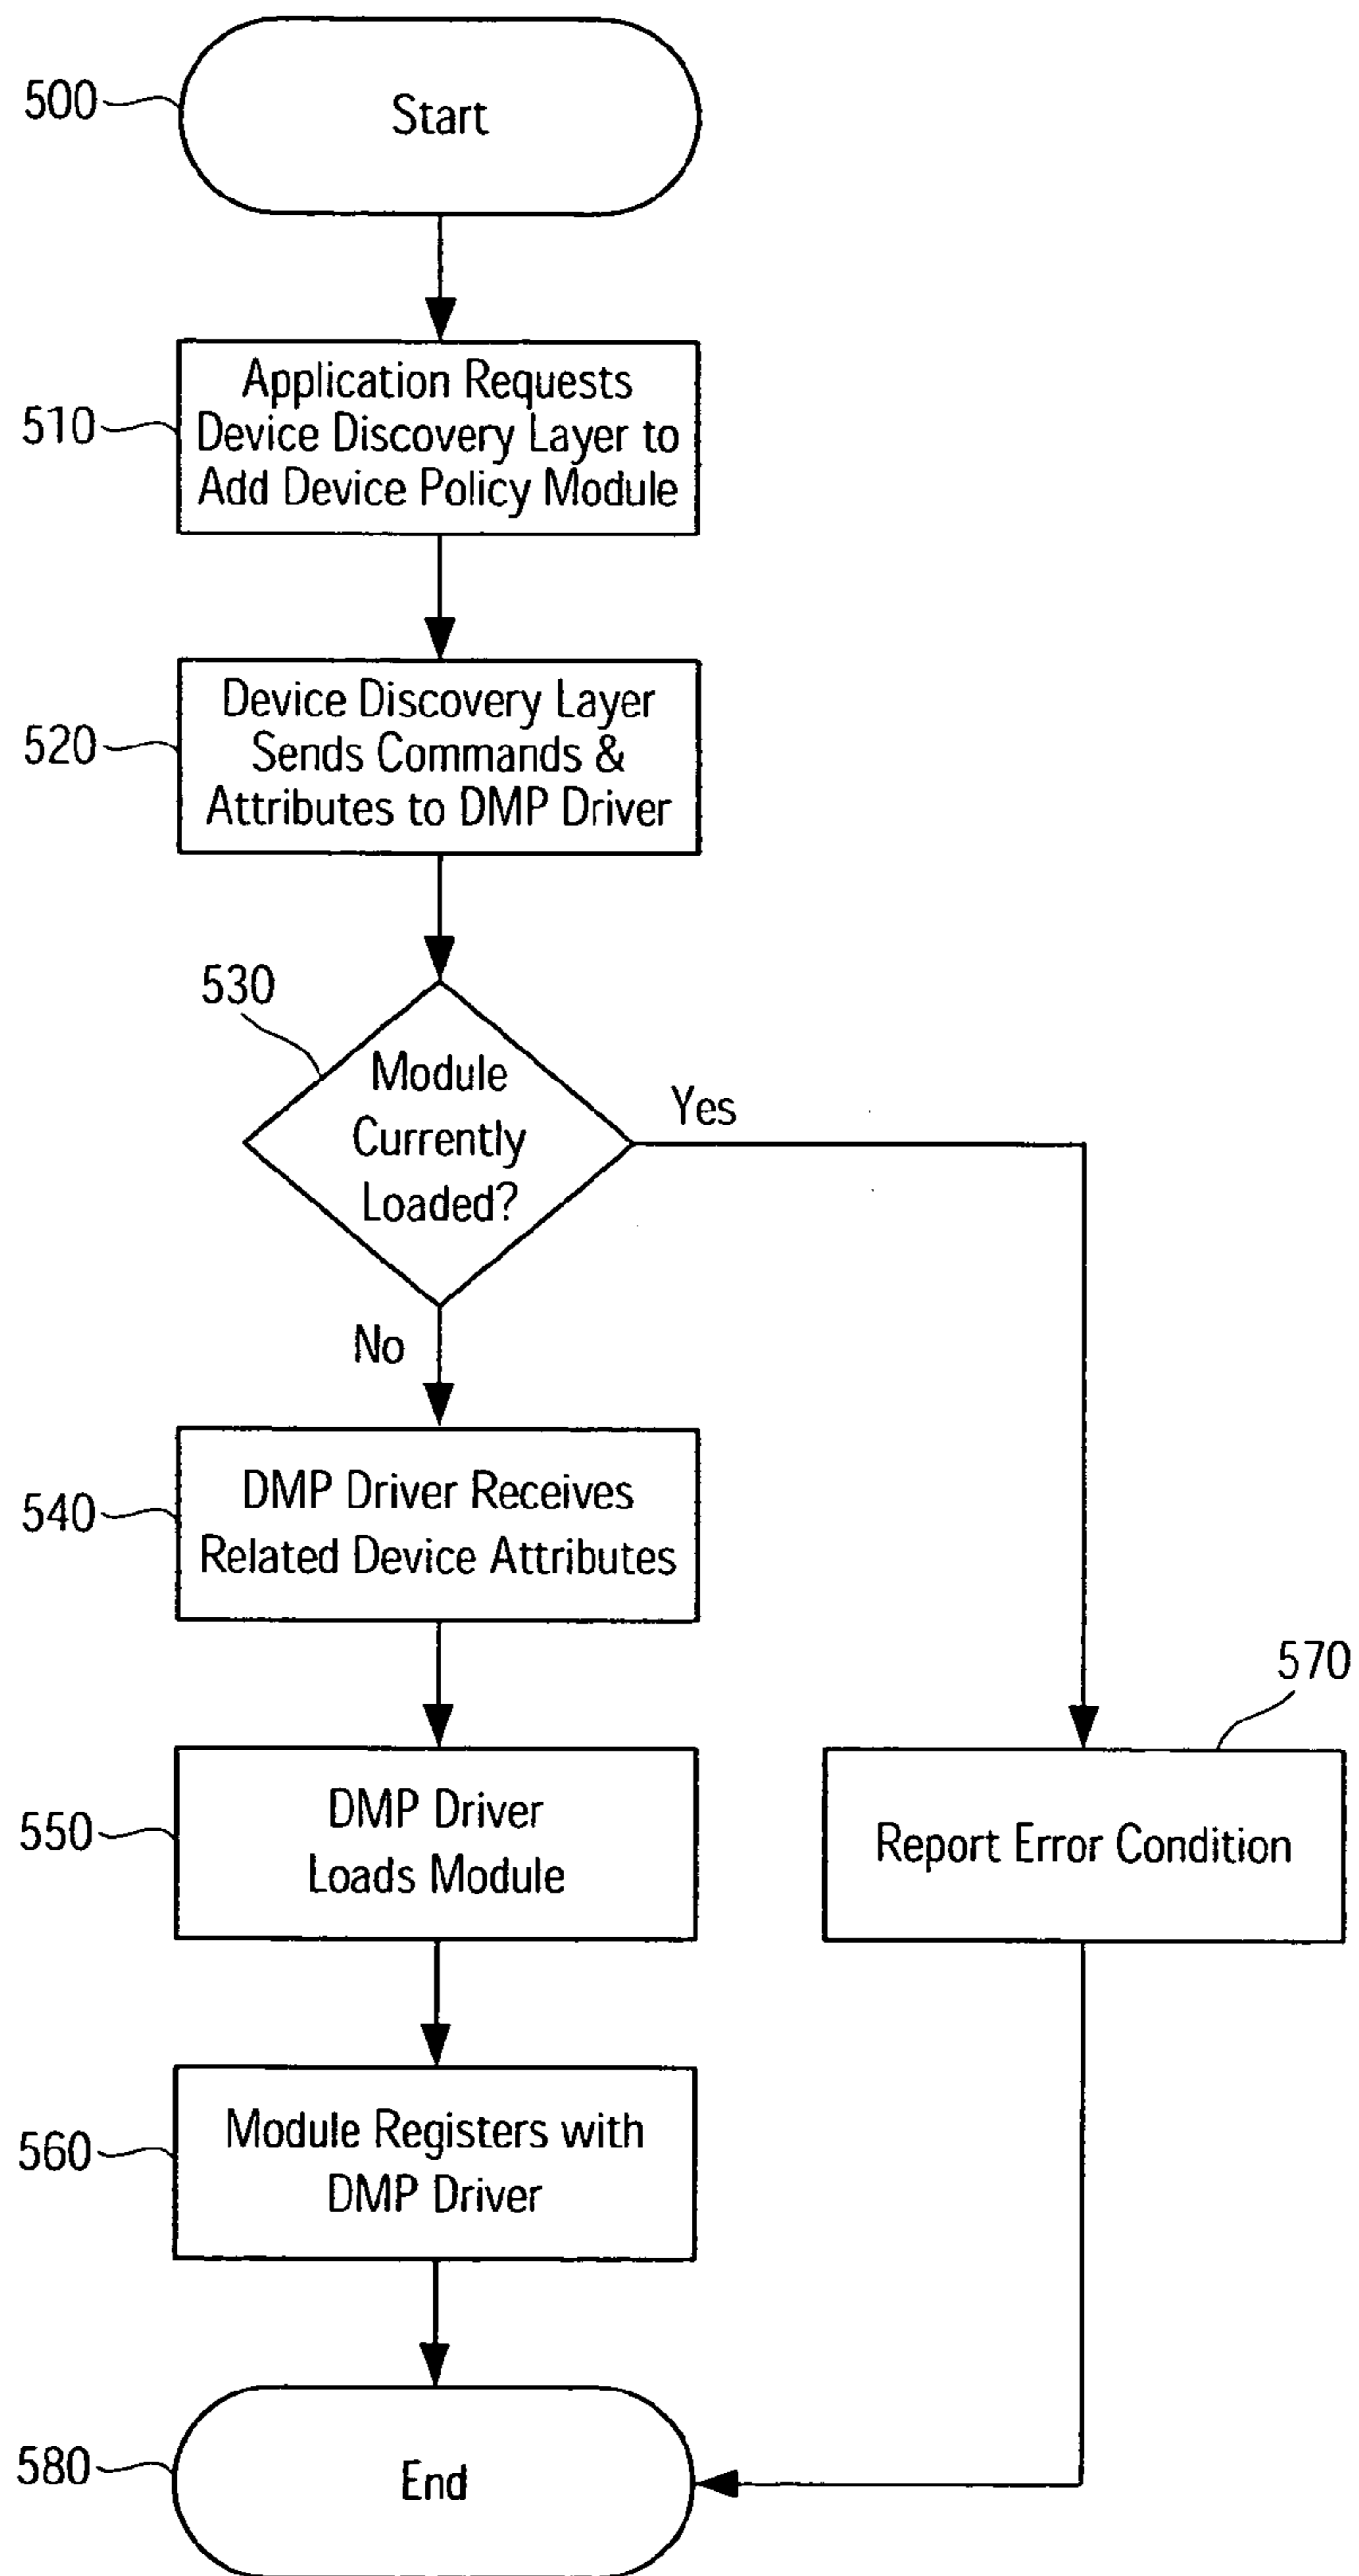 500
Start
510
Application Requests
Device Discovery Layer to
Add Device Policy Module
520
Device Discovery Layer
Sends Commands &
Attributes to DMP Driver
530
Module
Currently
Loaded?
Yes
No
540
DMP Driver Receives
Related Device Attributes
570
550
DMP Driver
Loads Module
Report Error Condition
560
Module Registers with
DMP Driver
580
End